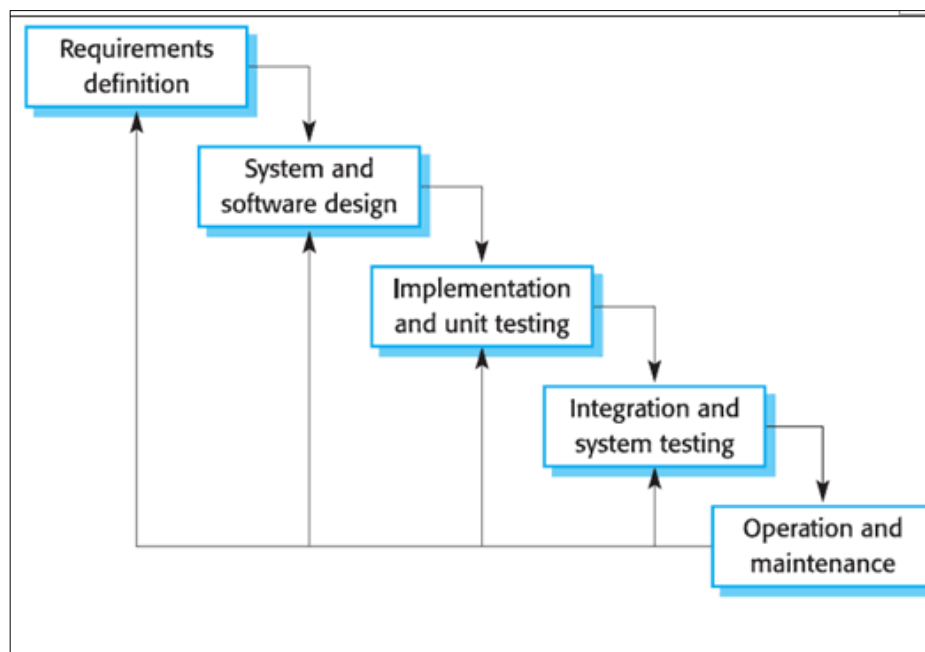 Requirements
definition
System and
software design
Implementation
and unit testing
Integration and
system testing
Operation and
maintenance